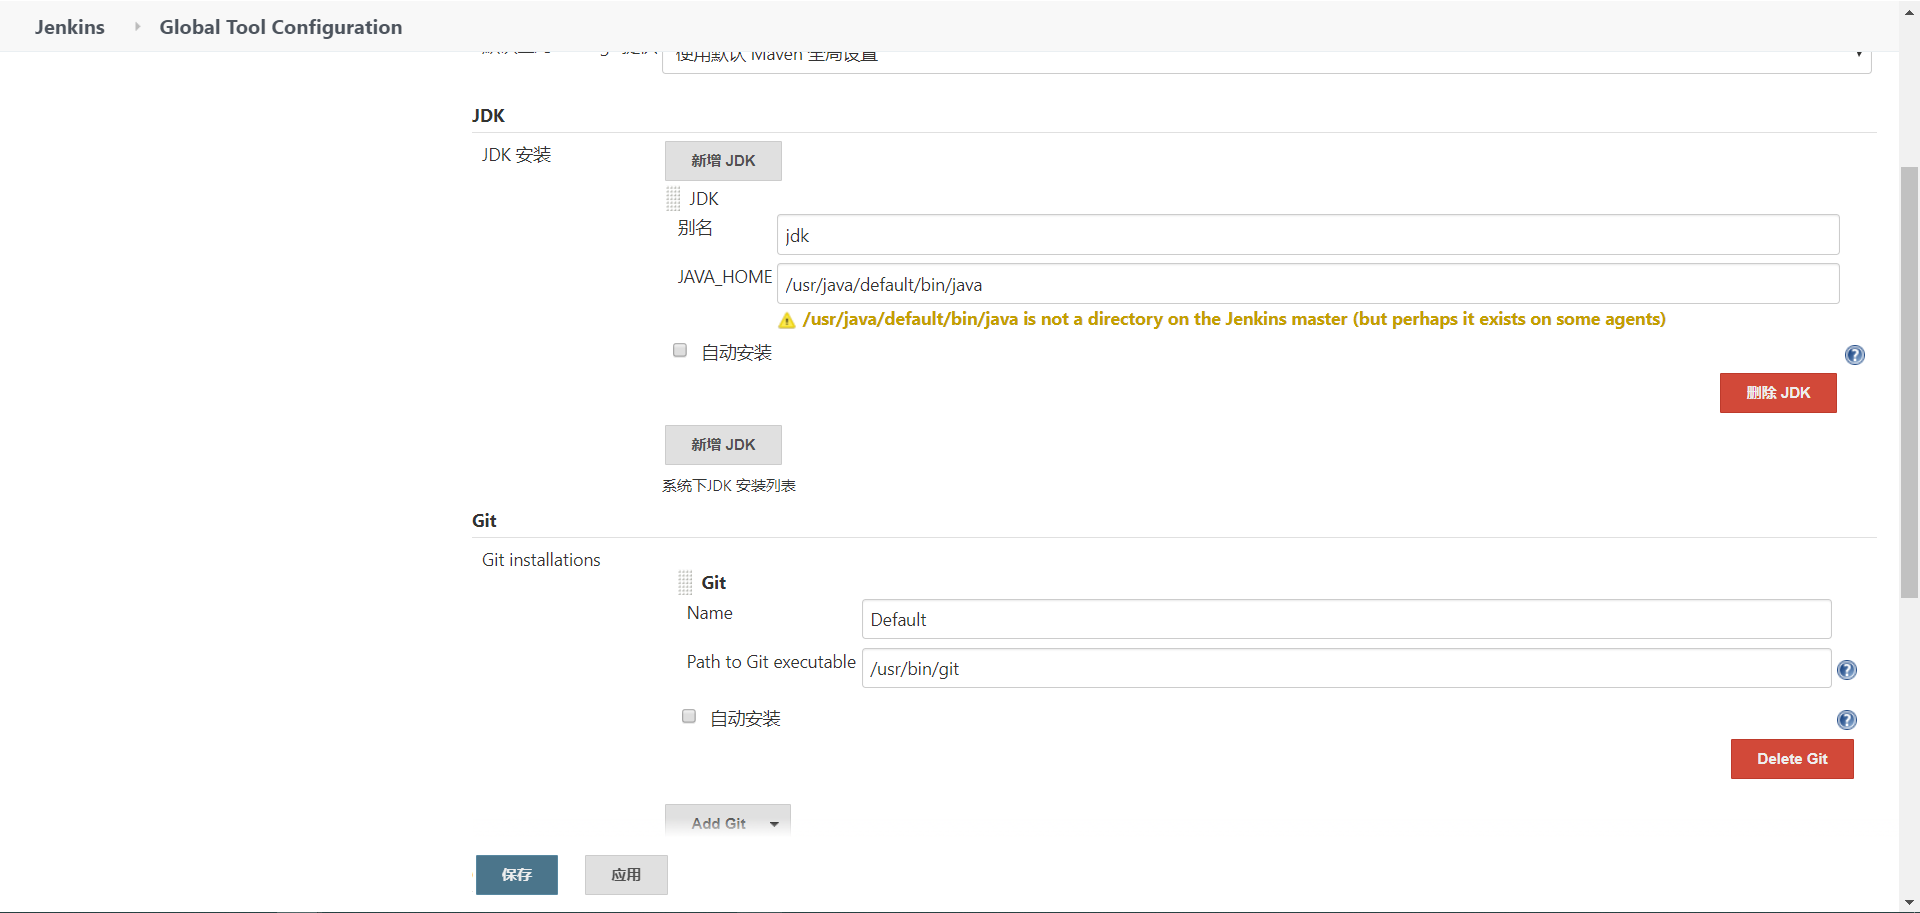 Jenkins
Global Tool Configuration
使用默认 Maven 全局设置
JDK
JDK 安装
新增 JDK
JDK
别名
jdk
JAVA_HOME
/usr/java/default/bin/java
/usr/java/default/bin/java is not a directory on the Jenkins master (but perhaps it exists on some agents)
自动安装
删除 JDK
新增 JDK
系统下JDK 安装列表
Git
Git installations
Git
Name
Default
Path to Git executable
/usr/bin/git
自动安装
Delete Git
Add Git
保存
应用